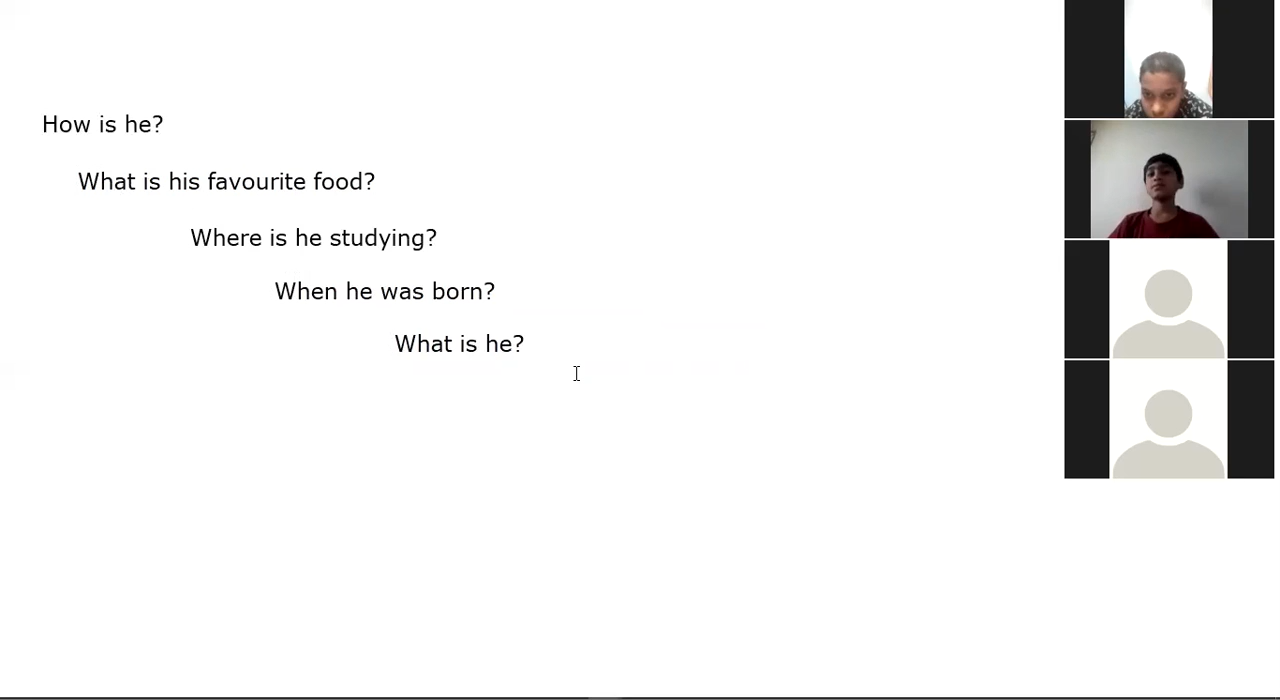 How is he?
What is his favourite food?
Where is he studying?
When he was born?
What is he?